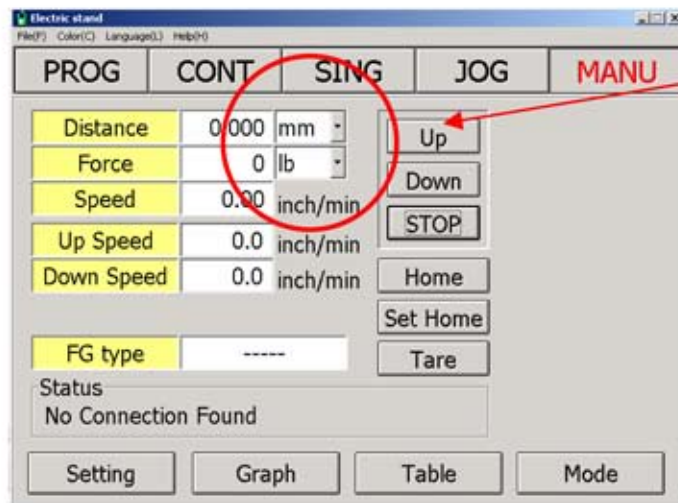 Electric stand
File(F) Color(C) Language(L) Help(H)
PROG CONT SING JOG MANU
Distance 0.000 mm Up
Force 0 lb Down
Speed 0.00 inch/min STOP
Up Speed 0.0 inch/min
Down Speed 0.0 inch/min Home
Set Home
FG type ----- Tare
Status
No Connection Found
Setting Graph Table Mode